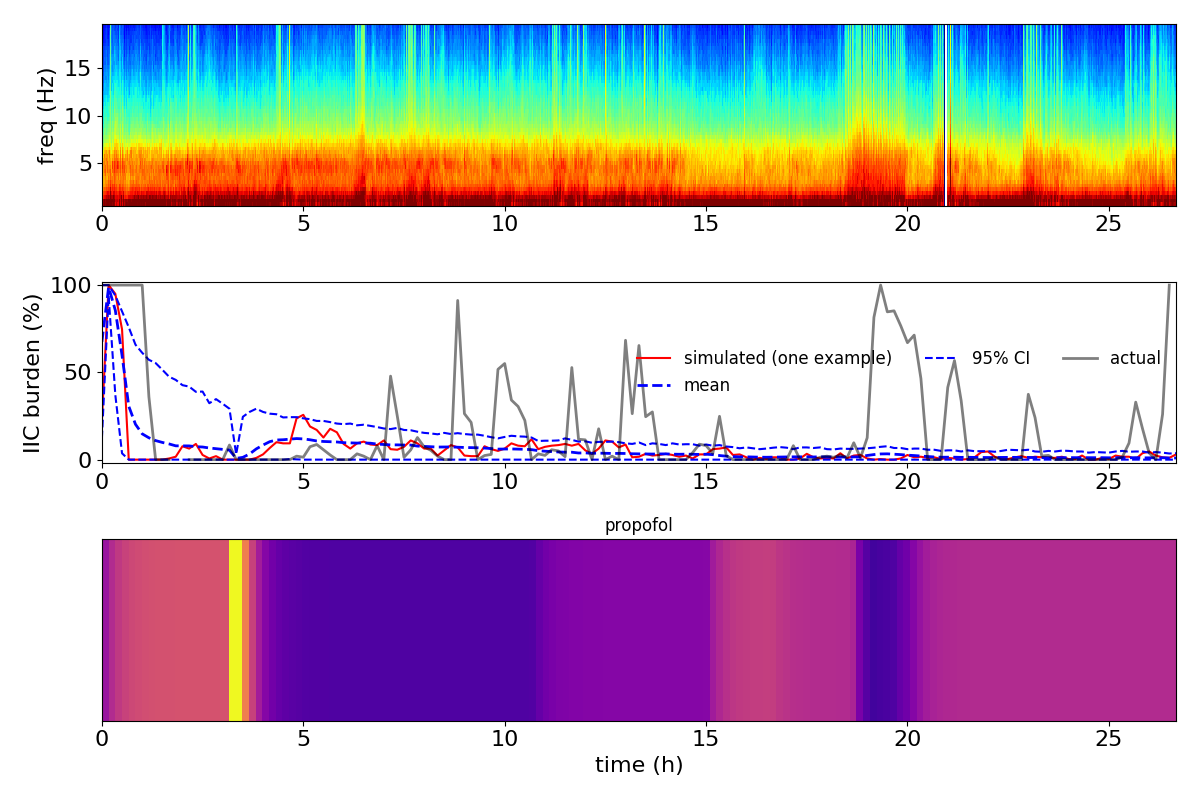 freq (Hz)
15
10
5
0 5 10 15 20 25
IIC burden (%)
100
50
0
simulated (one example) 95% CI actual
mean
0 5 10 15 20 25
propofol
0 5 10 15 20 25
time (h)